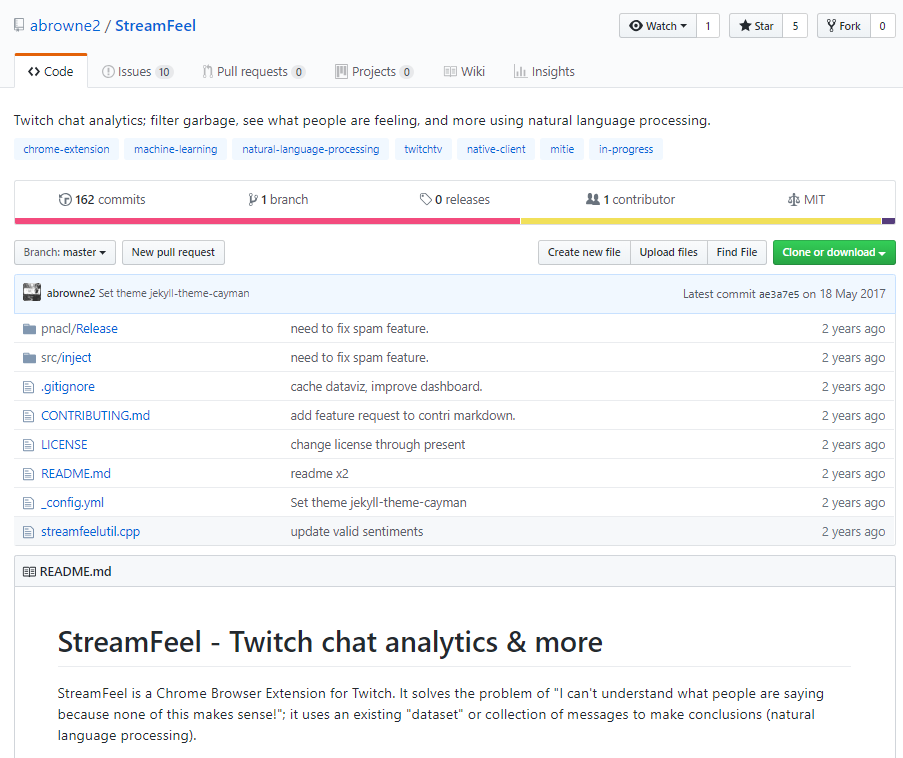 abrowne2 / StreamFeel
Watch 1 Star 5 Fork 0
Code Issues 10 Pull requests 0 Projects 0 Wiki Insights
Twitch chat analytics; filter garbage, see what people are feeling, and more using natural language processing.
chrome-extension machine-learning natural-language-processing twitchtv native-client mitie in-progress
162 commits 1 branch 0 releases 1 contributor MIT
Branch: master New pull request Create new file Upload files Find File Clone or download
abrowne2 Set theme jekyll-theme-cayman Latest commit ae3a7e5 on 18 May 2017
pnacl/Release need to fix spam feature. 2 years ago
src/inject need to fix spam feature. 2 years ago
.gitignore cache dataviz, improve dashboard. 2 years ago
CONTRIBUTING.md add feature request to contri markdown. 2 years ago
LICENSE change license through present 2 years ago
README.md readme x2 2 years ago
_config.yml Set theme jekyll-theme-cayman 2 years ago
streamfeelutil.cpp update valid sentiments 2 years ago
README.md
StreamFeel - Twitch chat analytics & more
StreamFeel is a Chrome Browser Extension for Twitch. It solves the problem of "I can't understand what people are saying
because none of this makes sense!"; it uses an existing "dataset" or collection of messages to make conclusions (natural
language processing).